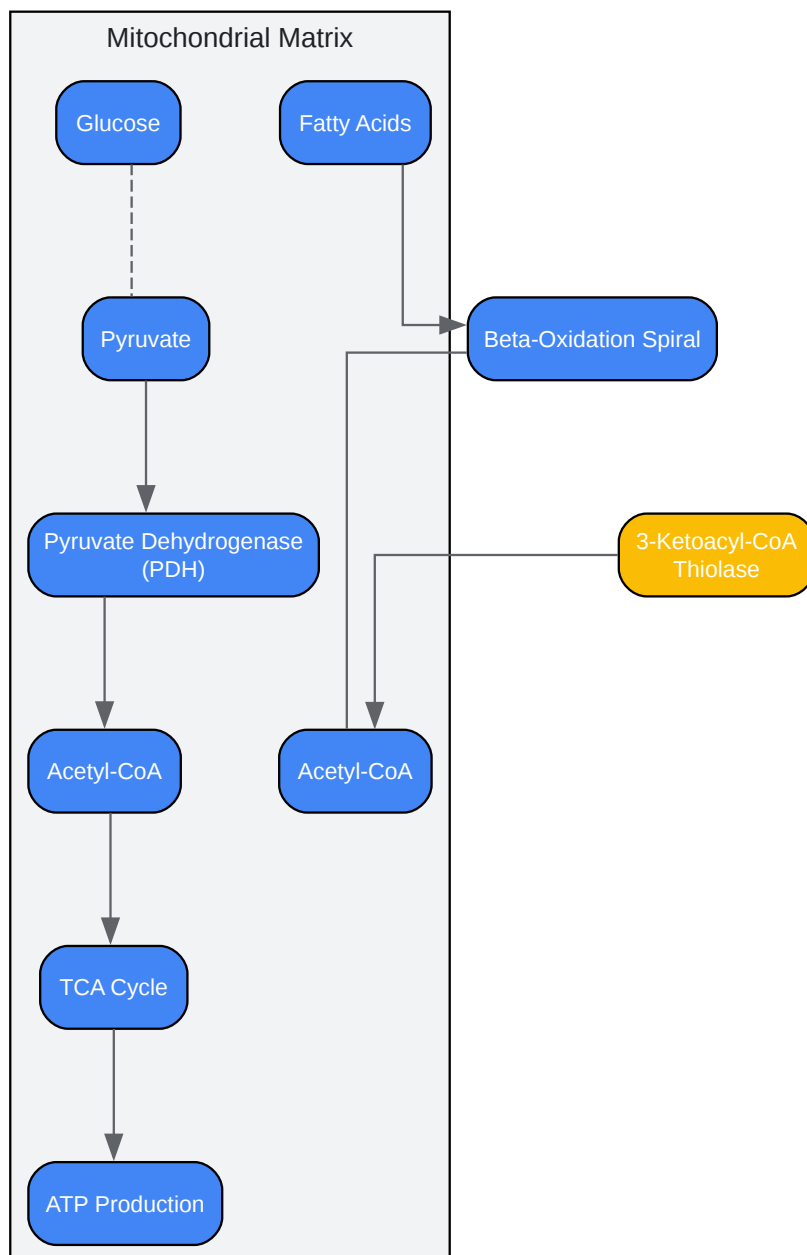 Mitochondrial Matrix
Glucose
Fatty Acids
Pyruvate
Beta-Oxidation Spiral
Pyruvate Dehydrogenase
(PDH)
3-Ketoacyl-CoA
Thiolase
Acetyl-CoA
Acetyl-CoA
TCA Cycle
ATP Production